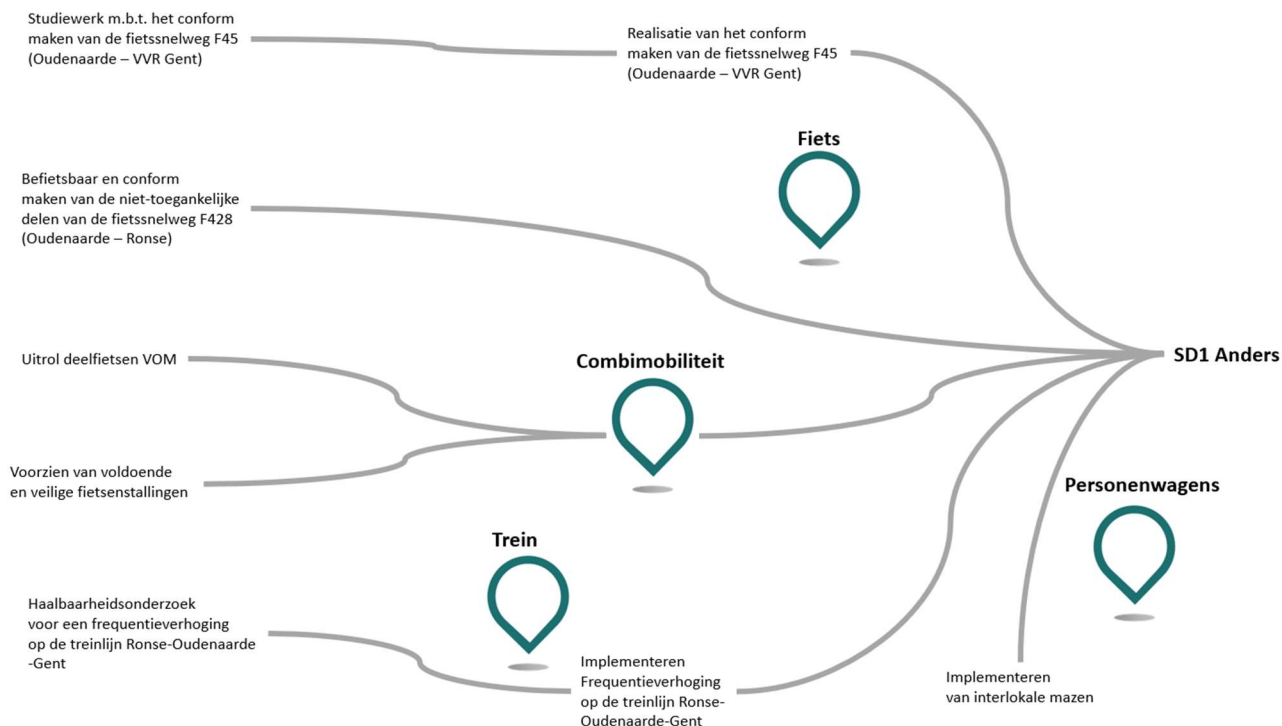 Studiewerk m.b.t. het conform
maken van de fietssnelweg F45
(Oudenaarde – VVR Gent)
Realisatie van het conform
maken van de fietssnelweg F45
(Oudenaarde – VVR Gent)
Fiets
Befietsbaar en conform
maken van de niet-toegankelijke
delen van de fietssnelweg F428
(Oudenaarde – Ronse)
Uitrol deelfietsen VOM
Combimobiliteit
SD1 Anders
Voorzien van voldoende
en veilige fietsenstallingen
Personenwagens
Trein
Haalbaarheidsonderzoek
voor een frequentieverhoging
op de treinlijn Ronse-Oudenaarde
-Gent
Implementeren
Frequentieverhoging
op de treinlijn Ronse-
Oudenaarde-Gent
Implementeren
van interlokale mazen